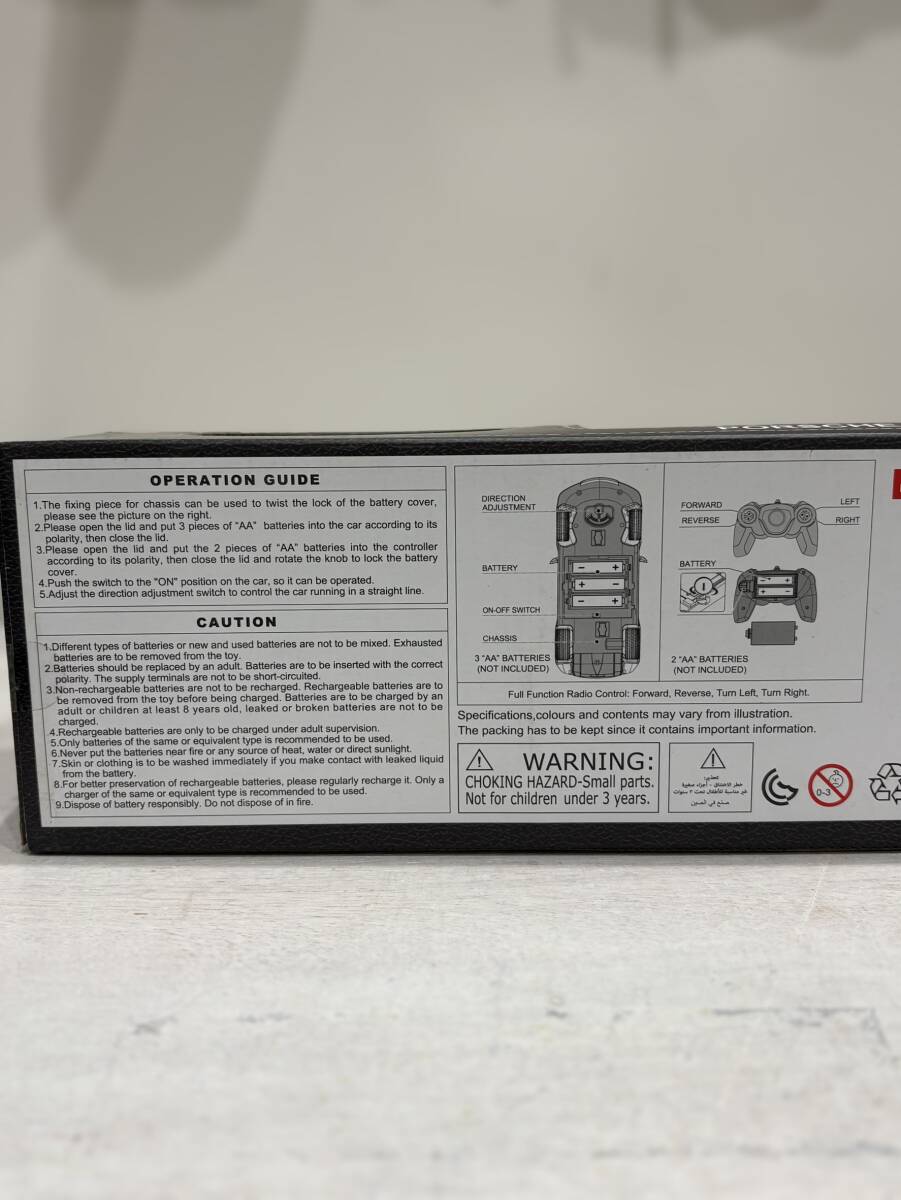 PORSCHE
OPERATION GUIDE
1.The fixing piece for chassis can be used to twist the lock of the battery cover,
please see the picture on the right.
2.Please open the lid and put 3 pieces of "AA" batteries into the car according to its
polarity, then close the lid.
3.Please open the lid and put the 2 pieces of "AA" batteries into the controller
according to its polarity, then close the lid and rotate the knob to lock the battery
cover.
4.Push the switch to the "ON" position on the car, so it can be operated.
5.Adjust the direction adjustment switch to control the car running in a straight line.
CAUTION
1.Different types of batteries or new and used batteries are not to be mixed. Exhausted
batteries are to be removed from the toy.
2.Batteries should be replaced by an adult. Batteries are to be inserted with the correct
polarity. The supply terminals are not to be short-circuited.
3.Non-rechargeable batteries are not to be recharged. Rechargeable batteries are to
be removed from the toy before being charged. Batteries are to be charged by an
adult or children at least 8 years old, leaked or broken batteries are not to be
charged.
4.Rechargeable batteries are only to be charged under adult supervision.
5.Only batteries of the same or equivalent type is recommended to be used.
6.Never put the batteries near fire or any source of heat, water or direct sunlight.
7.Skin or clothing is to be washed immediately if you make contact with leaked liquid
from the battery.
8.For better preservation of rechargeable batteries, please regularly recharge it. Only a
charger of the same or equivalent type is recommended to be used.
9.Dispose of battery responsibly. Do not dispose of in fire.
DIRECTION
ADJUSTMENT
BATTERY
ON-OFF SWITCH
CHASSIS
3 "AA" BATTERIES
(NOT INCLUDED)
FORWARD
REVERSE
LEFT
RIGHT
BATTERY
2 "AA" BATTERIES
(NOT INCLUDED)
Full Function Radio Control: Forward, Reverse, Turn Left, Turn Right.
Specifications,colours and contents may vary from illustration.
The packing has to be kept since it contains important information.
WARNING:
CHOKING HAZARD-Small parts.
Not for children under 3 years.
تحذير:
خطر الاختناق - أجزاء صغيرة
غير مناسبة للأطفال تحت ٣ سنوات
صنع في الصين
0-3